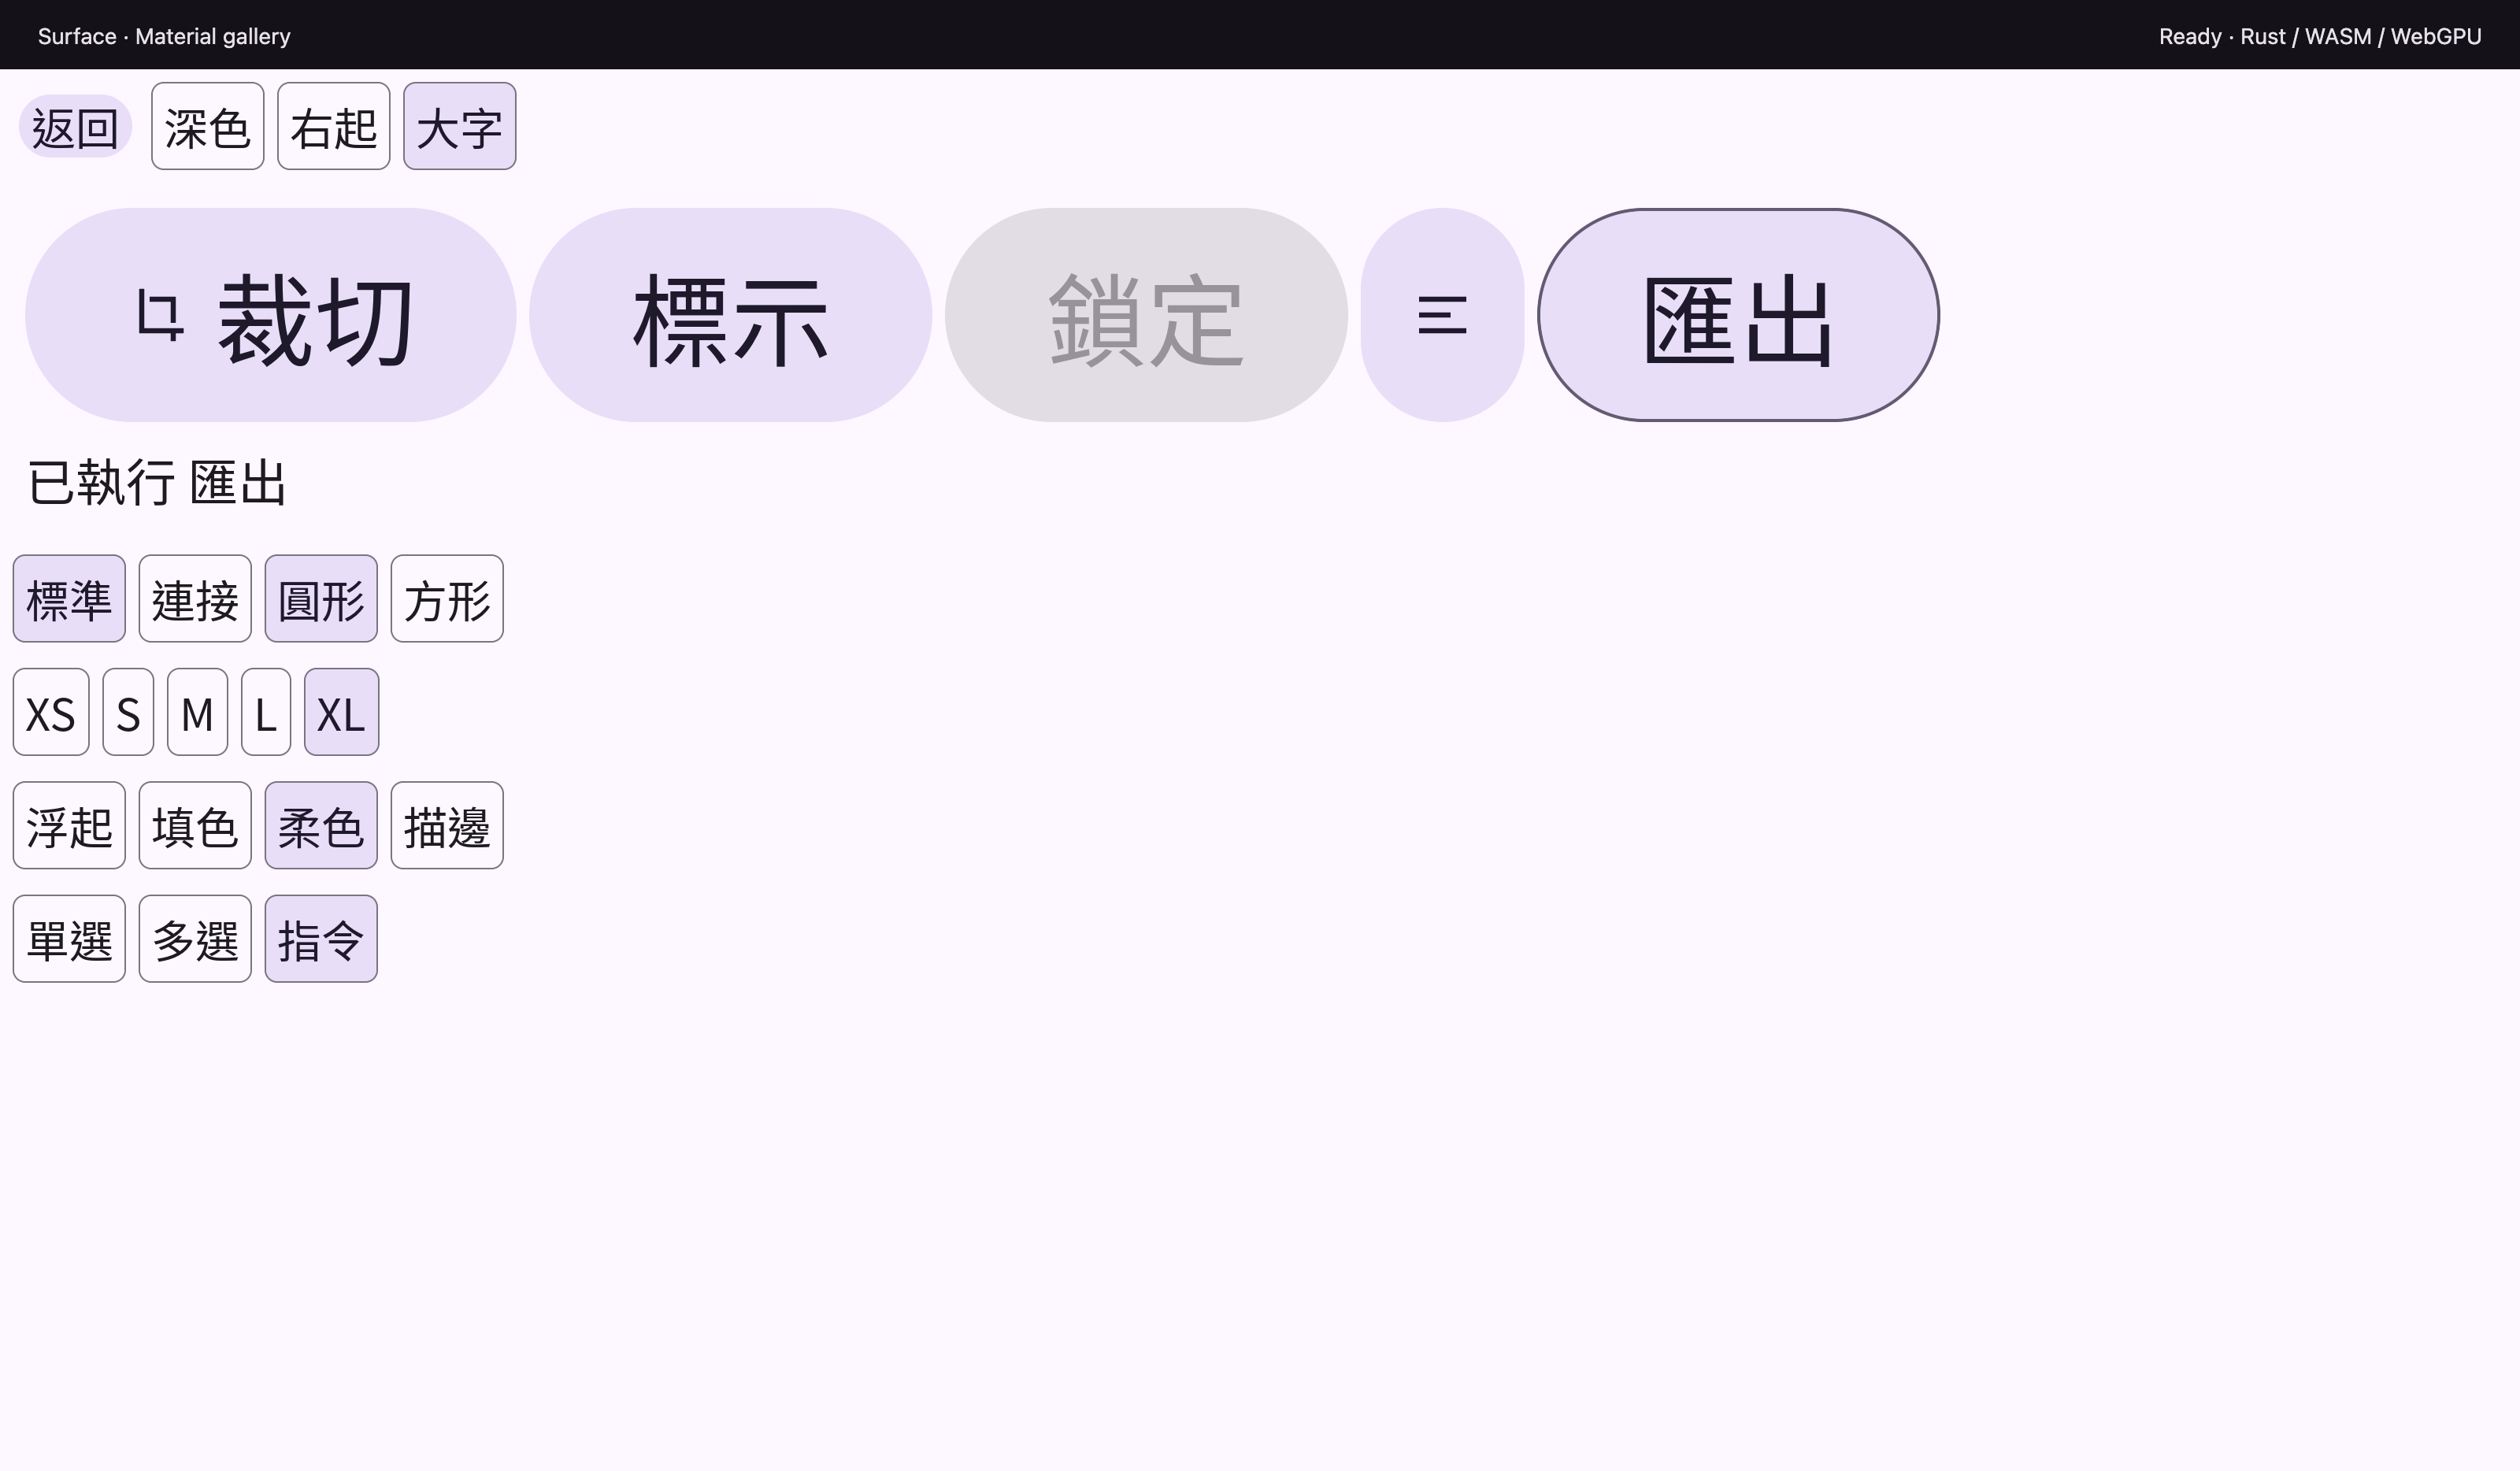 Surface · Material gallery
Ready · Rust / WASM / WebGPU
返回 深色 右起 大字
裁切 標示 鎖定 匯出
已執行 匯出
標準 連接 圓形 方形
XS S M L XL
浮起 填色 柔色 描邊
單選 多選 指令